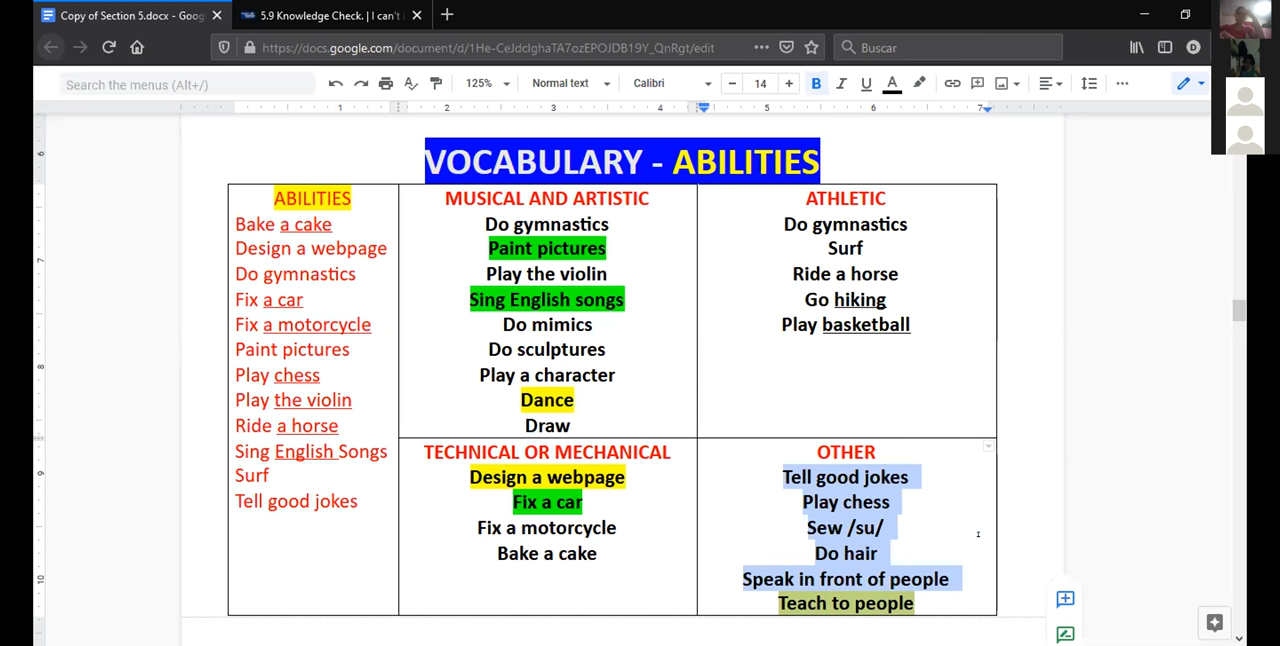 Copy of Section 5.docx - Goog
5.9 Knowledge Check. | I can't
https://docs.google.com/document/d/1He-CeJdcIghaTA7ozEPOJDB19Y_QnRgt/edit
Buscar
Search the menus (Alt+/)
125%
Normal text
Calibri
14
VOCABULARY - ABILITIES
ABILITIES
Bake a cake
Design a webpage
Do gymnastics
Fix a car
Fix a motorcycle
Paint pictures
Play chess
Play the violin
Ride a horse
Sing English Songs
Surf
Tell good jokes
MUSICAL AND ARTISTIC
Do gymnastics
Paint pictures
Play the violin
Sing English songs
Do mimics
Do sculptures
Play a character
Dance
Draw
ATHLETIC
Do gymnastics
Surf
Ride a horse
Go hiking
Play basketball
TECHNICAL OR MECHANICAL
Design a webpage
Fix a car
Fix a motorcycle
Bake a cake
OTHER
Tell good jokes
Play chess
Sew /su/
Do hair
Speak in front of people
Teach to people